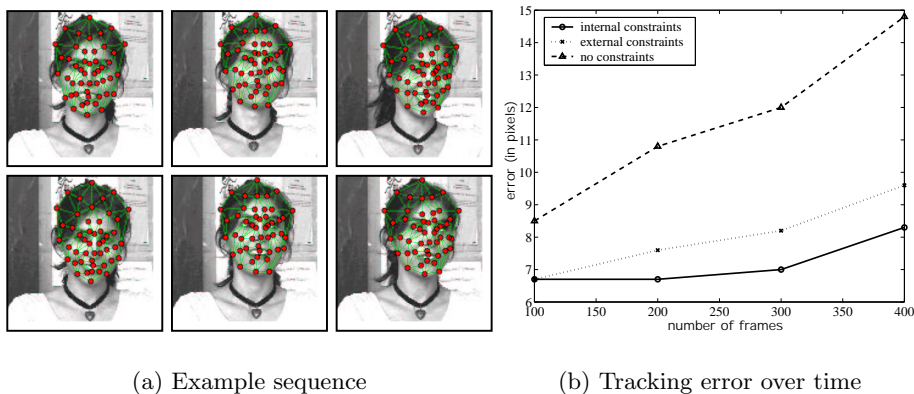 15
14
13
12
11
10
9
8
7
6
error (in pixels)
internal constraints
external constraints
no constraints
100 150 200 250 300 350 400
number of frames
(a) Example sequence
(b) Tracking error over time